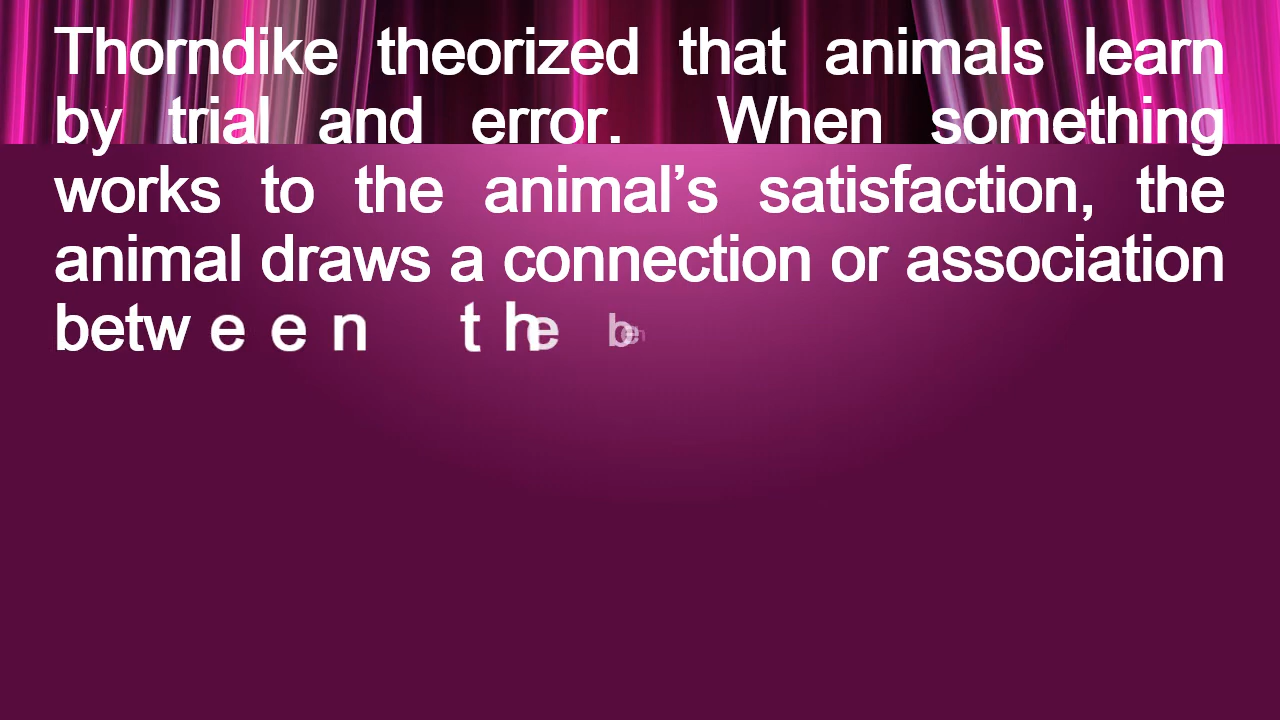 Thorndike theorized that animals learn
by trial and error. When something
works to the animal’s satisfaction, the
animal draws a connection or association
between the